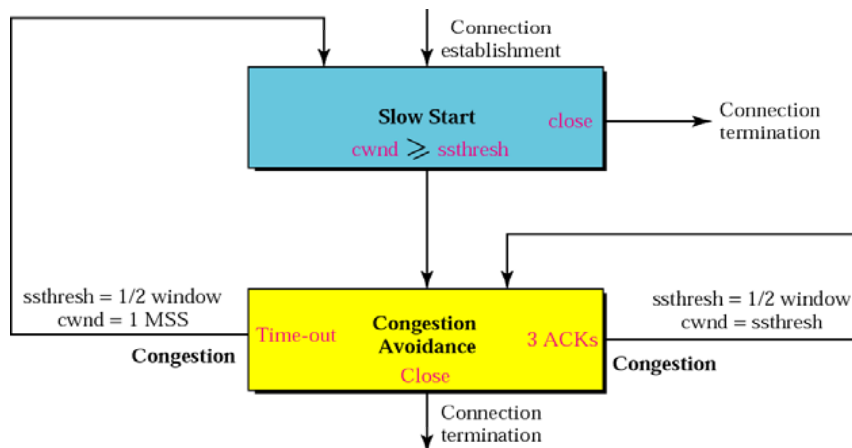 Connection
establishment
Slow Start
close
cwnd ⩾ ssthresh
Connection
termination
ssthresh = 1/2 window
cwnd = 1 MSS
Congestion
Time-out
Congestion
Avoidance
Close
3 ACKs
ssthresh = 1/2 window
cwnd = ssthresh
Congestion
Connection
termination